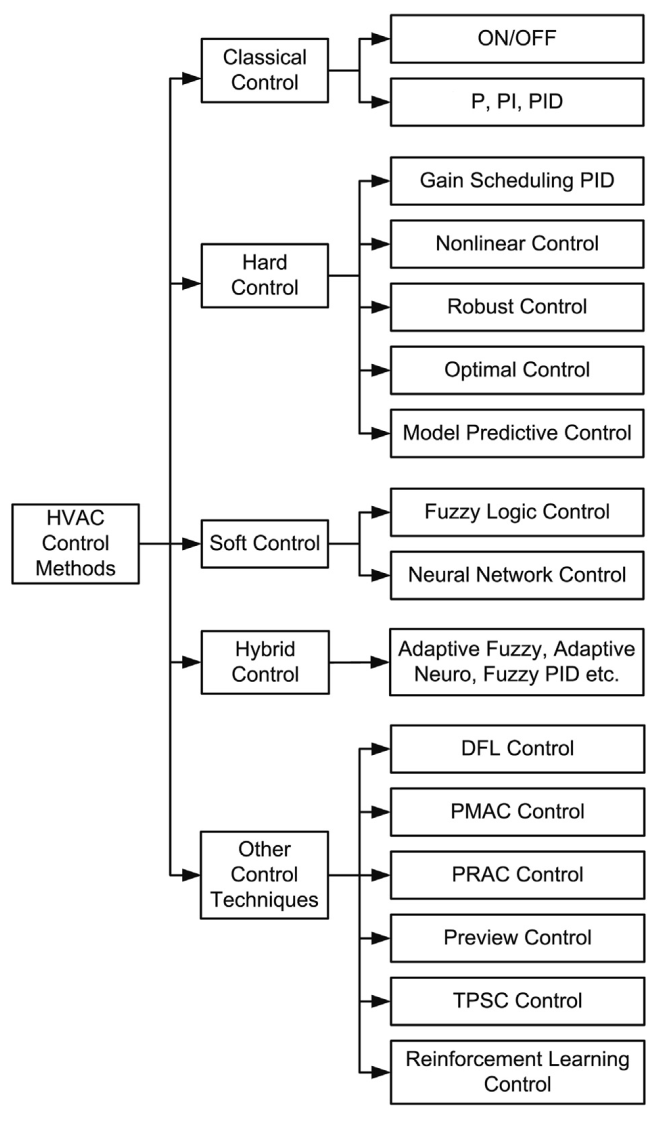 HVAC
Control
Methods
Classical
Control
ON/OFF
P, PI, PID
Hard
Control
Gain Scheduling PID
Nonlinear Control
Robust Control
Optimal Control
Model Predictive Control
Soft Control
Fuzzy Logic Control
Neural Network Control
Hybrid
Control
Adaptive Fuzzy, Adaptive
Neuro, Fuzzy PID etc.
Other
Control
Techniques
DFL Control
PMAC Control
PRAC Control
Preview Control
TPSC Control
Reinforcement Learning
Control